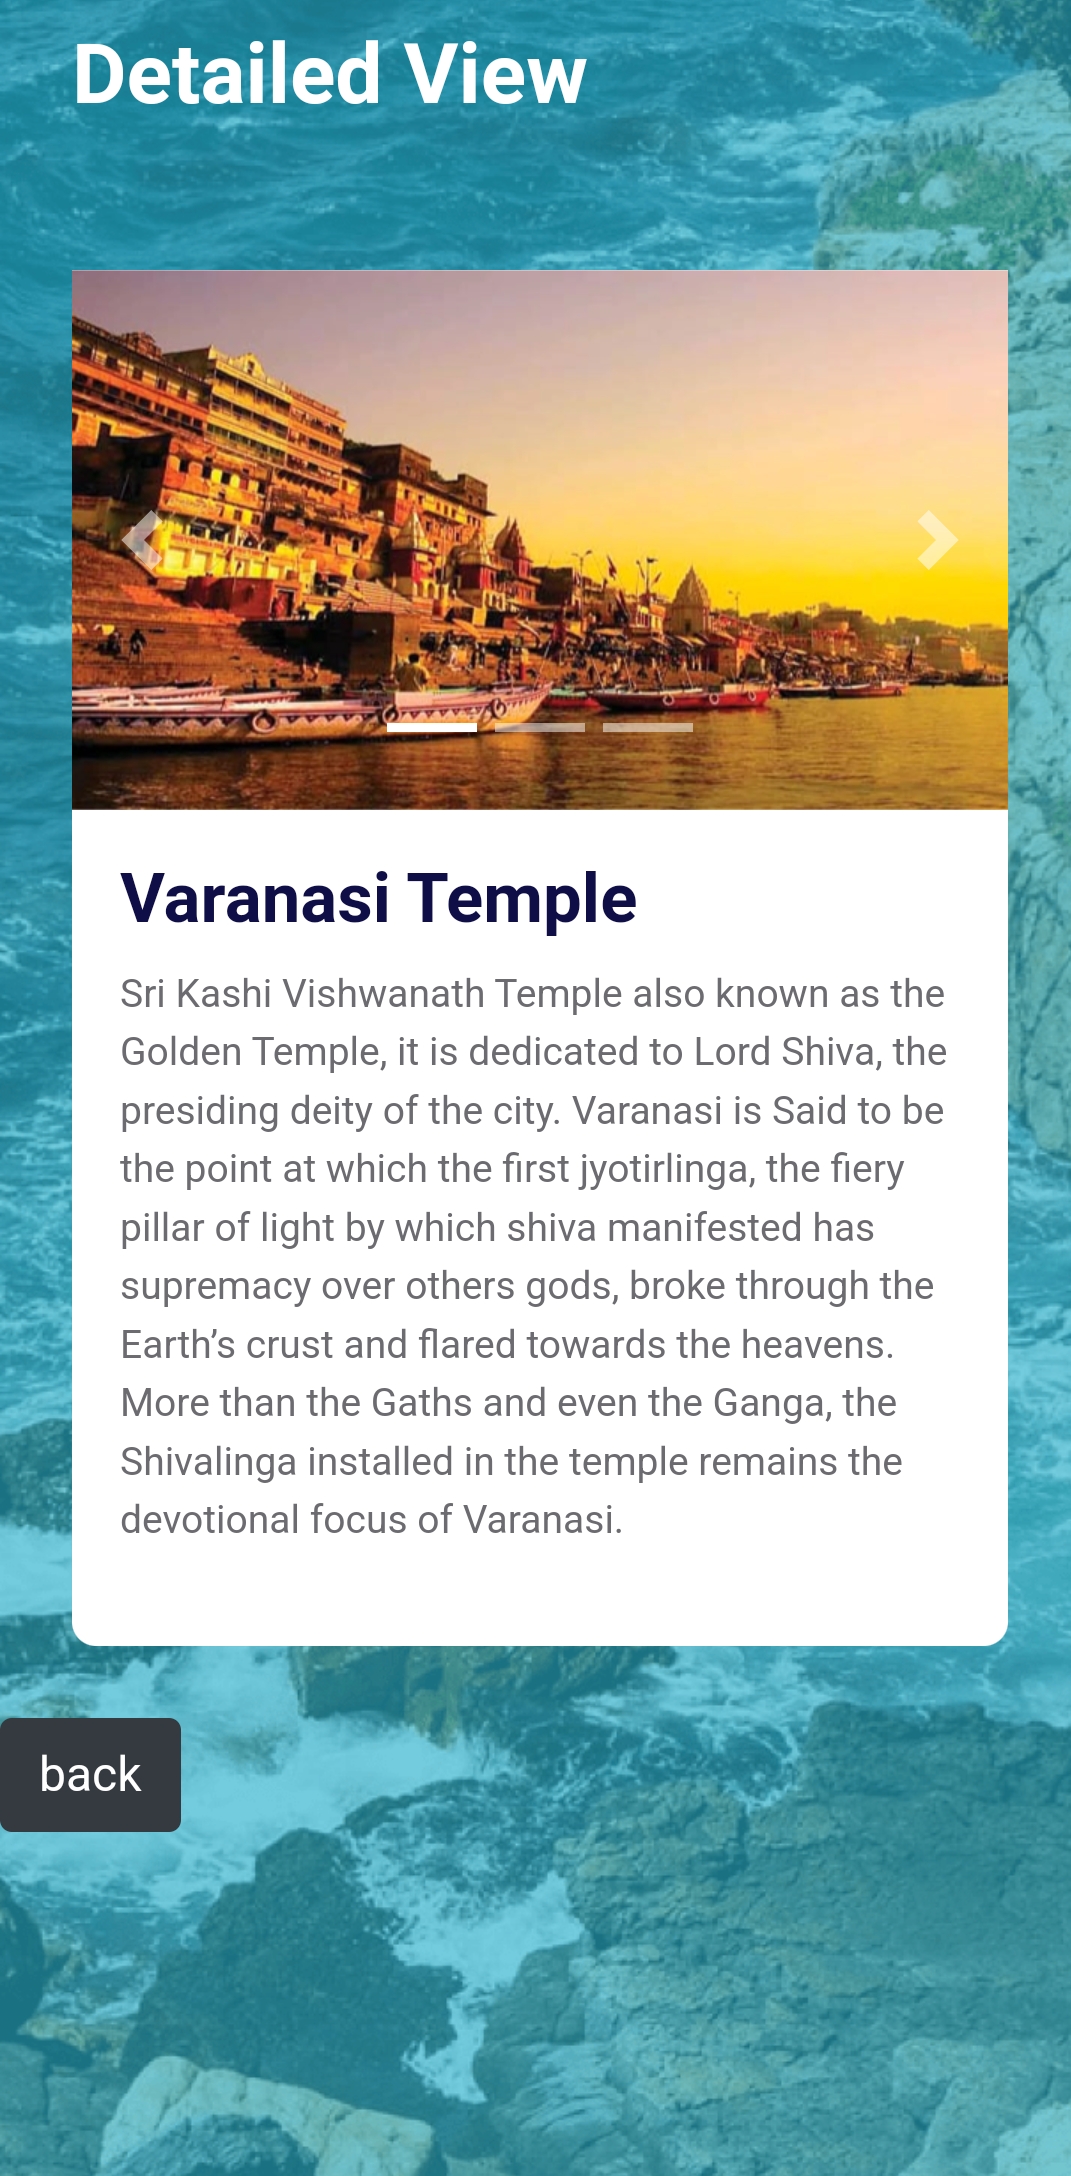 Detailed View
Varanasi Temple
Sri Kashi Vishwanath Temple also known as the
Golden Temple, it is dedicated to Lord Shiva, the
presiding deity of the city. Varanasi is Said to be
the point at which the first jyotirlinga, the fiery
pillar of light by which shiva manifested has
supremacy over others gods, broke through the
Earth’s crust and flared towards the heavens.
More than the Gaths and even the Ganga, the
Shivalinga installed in the temple remains the
devotional focus of Varanasi.
back